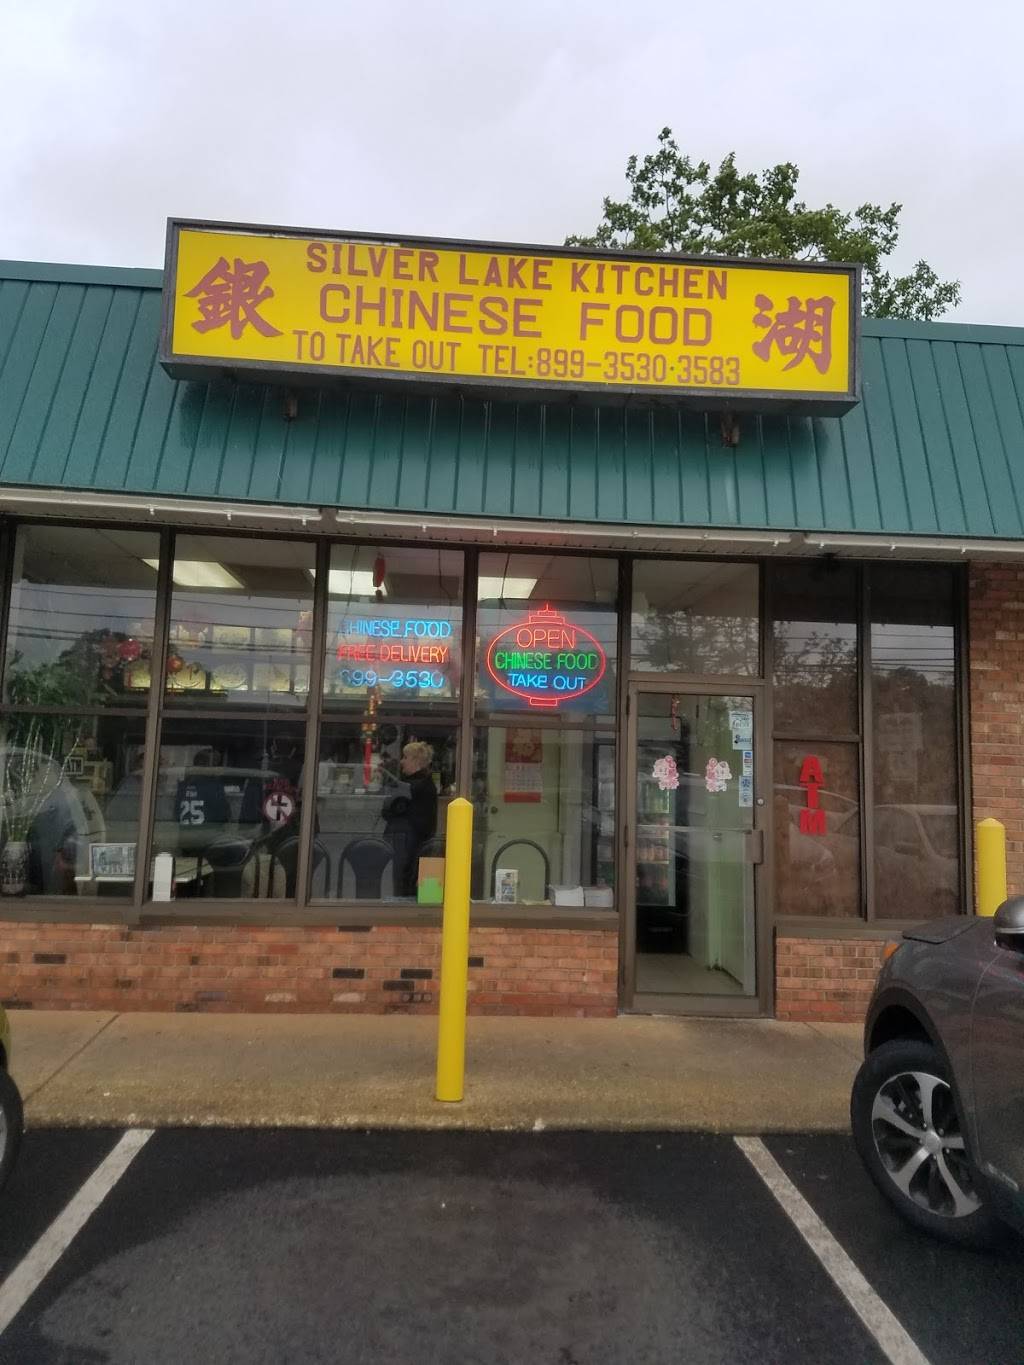 銀
SILVER LAKE KITCHEN
CHINESE FOOD
TO TAKE OUT TEL:899-3530·3583
湖
CHINESE FOOD
FREE DELIVERY
899-3530
OPEN
CHINESE FOOD
TAKE OUT
25
ATM